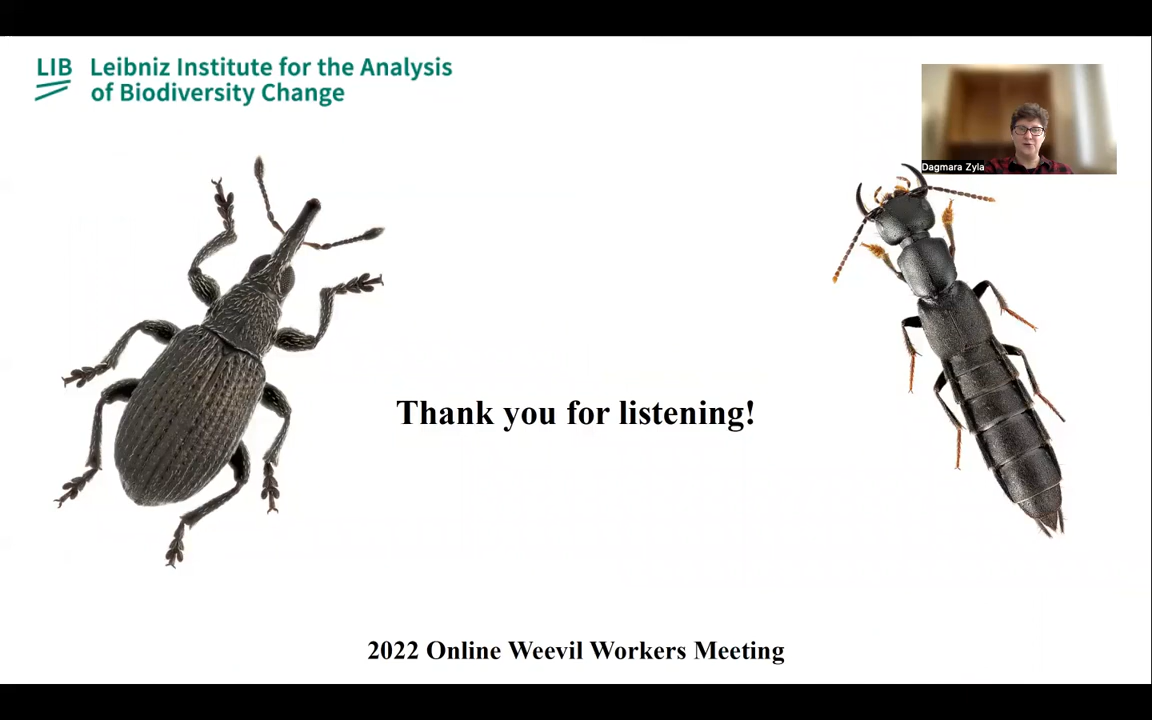 LIB Leibniz Institute for the Analysis
of Biodiversity Change
Dagmara Zyla
Thank you for listening!
2022 Online Weevil Workers Meeting